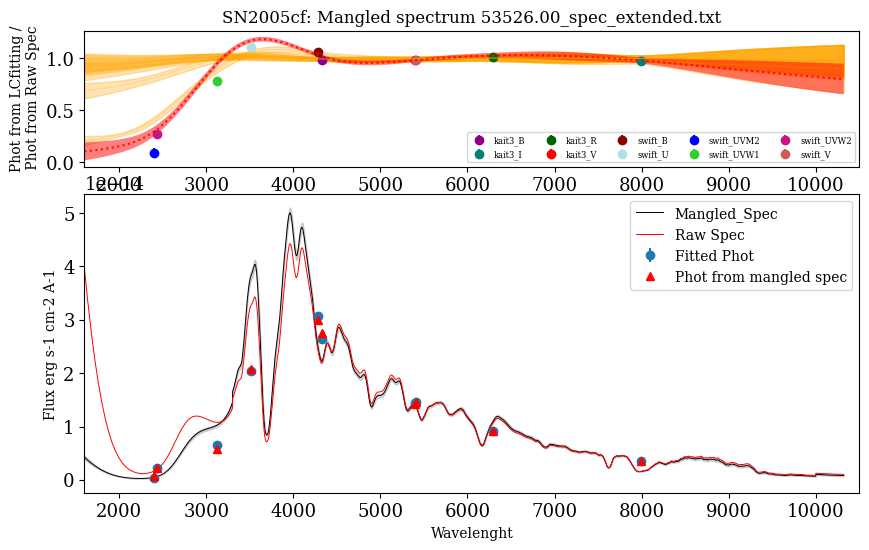 SN2005cf: Mangled spectrum 53526.00_spec_extended.txt
Phot from LCfitting /
Phot from Raw Spec
1.0
0.5
0.0
kait3_B kait3_R swift_B swift_UVM2 swift_UVW2
kait3_I kait3_V swift_U swift_UVW1 swift_V
2000 3000 4000 5000 6000 7000 8000 9000 10000
Flux erg s-1 cm-2 A-1
5
4
3
2
1
0
Mangled_Spec
Raw Spec
Fitted Phot
Phot from mangled spec
2000 3000 4000 5000 6000 7000 8000 9000 10000
Wavelenght